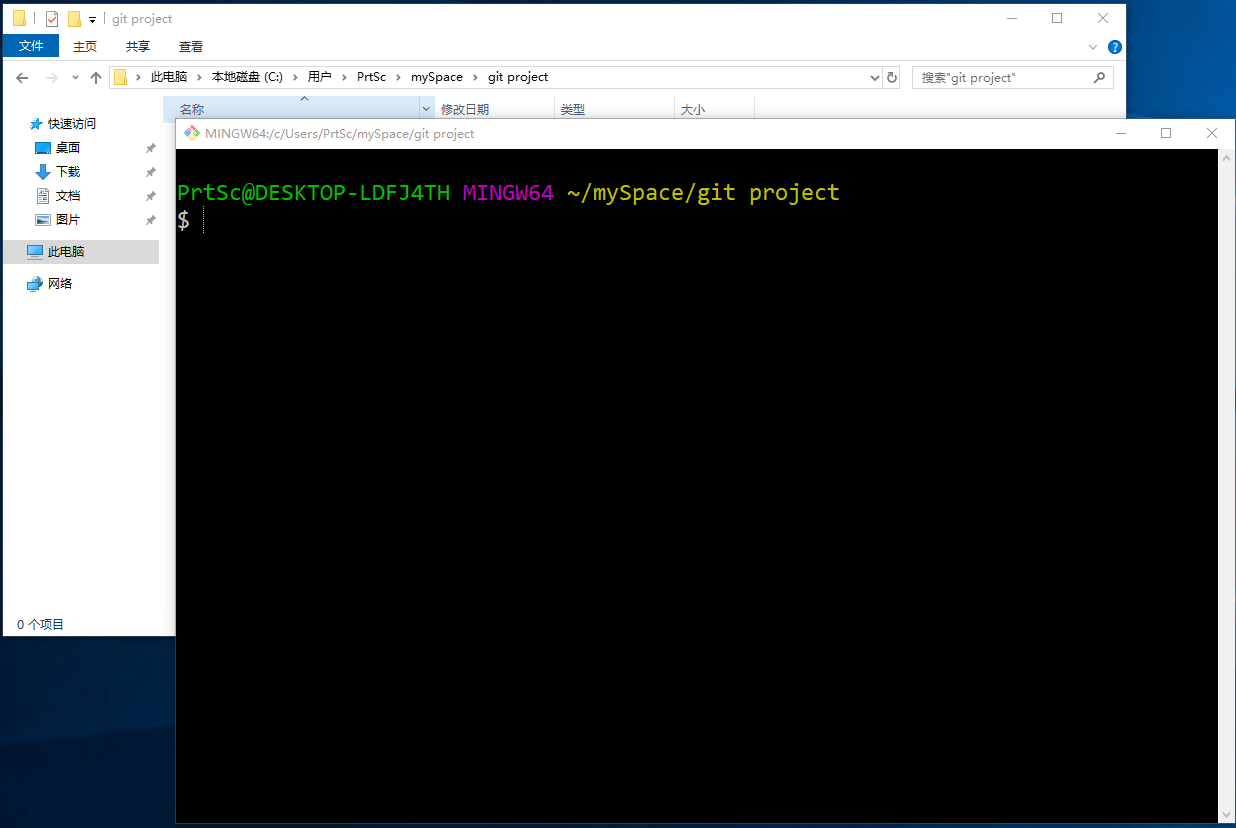 git project
文件 主页 共享 查看
此电脑 本地磁盘 (C:) 用户 PrtSc mySpace git project 搜索"git project"
名称 修改日期 类型 大小
快速访问
桌面
下载
文档
图片
此电脑
网络
0 个项目
MINGW64:/c/Users/PrtSc/mySpace/git project
PrtSc@DESKTOP-LDFJ4TH MINGW64 ~/mySpace/git project
$